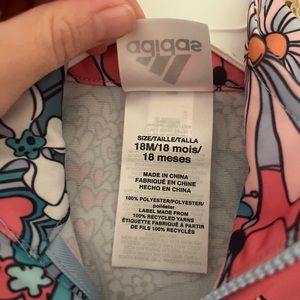 adidas
SIZE/TAILLE/TALLA
18M/18 mois/
18 meses
MADE IN CHINA
FABRIQUÉ EN CHINE
HECHO EN CHINA
100% POLYESTER/POLYESTER/
poliéster
LABEL MADE FROM
100% RECYCLED YARNS
ÉTIQUETTE FABRIQUÉ À PARTIR
DE FILS 100% RECYCLÉS